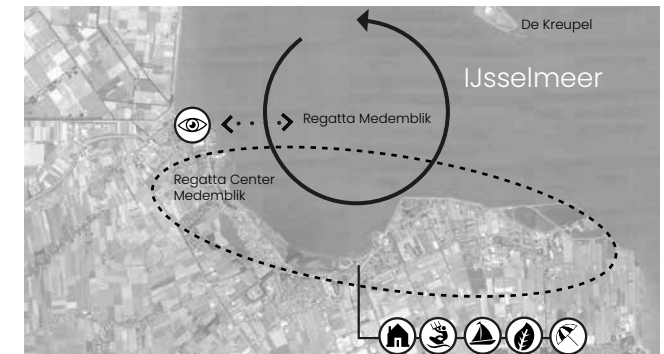 De Kreupel
IJsselmeer
Regatta Medemblik
Regatta Center
Medemblik